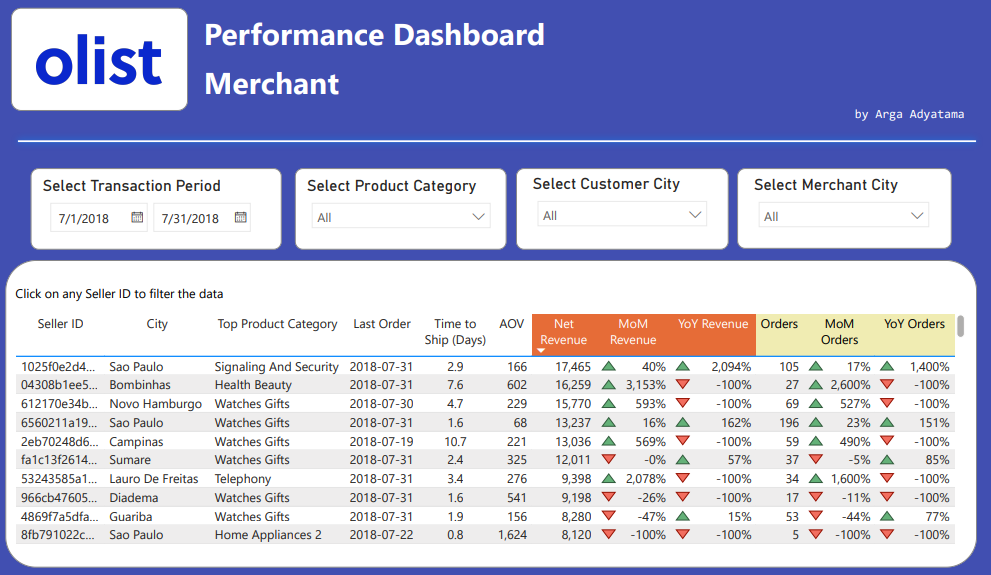 olist
Performance Dashboard
Merchant
by Arga Adyatama
Select Transaction Period
7/1/2018 7/31/2018
Select Product Category
All
Select Customer City
All
Select Merchant City
All
Click on any Seller ID to filter the data
Seller ID City Top Product Category Last Order Time to Ship (Days) AOV Net Revenue MoM Revenue YoY Revenue Orders MoM Orders YoY Orders
1025f0e2d4... Sao Paulo Signaling And Security 2018-07-31 2.9 166 17,465 40% 2,094% 105 17% 1,400%
04308b1ee5... Bombinhas Health Beauty 2018-07-31 7.6 602 16,259 3,153% -100% 27 2,600% -100%
612170e34b... Novo Hamburgo Watches Gifts 2018-07-30 4.7 229 15,770 593% -100% 69 527% -100%
6560211a19... Sao Paulo Watches Gifts 2018-07-31 1.6 68 13,237 16% 162% 196 23% 151%
2eb70248d6... Campinas Watches Gifts 2018-07-19 10.7 221 13,036 569% -100% 59 490% -100%
fa1c13f2614... Sumare Watches Gifts 2018-07-31 2.4 325 12,011 -0% 57% 37 -5% 85%
53243585a1... Lauro De Freitas Telephony 2018-07-31 3.4 276 9,398 2,078% -100% 34 1,600% -100%
966cb47605... Diadema Watches Gifts 2018-07-31 1.6 541 9,198 -26% -100% 17 -11% -100%
4869f7a5dfa... Guariba Watches Gifts 2018-07-31 1.9 156 8,280 -47% 15% 53 -44% 77%
8fb791022c... Sao Paulo Home Appliances 2 2018-07-22 0.8 1,624 8,120 -100% -100% 5 -100% -100%